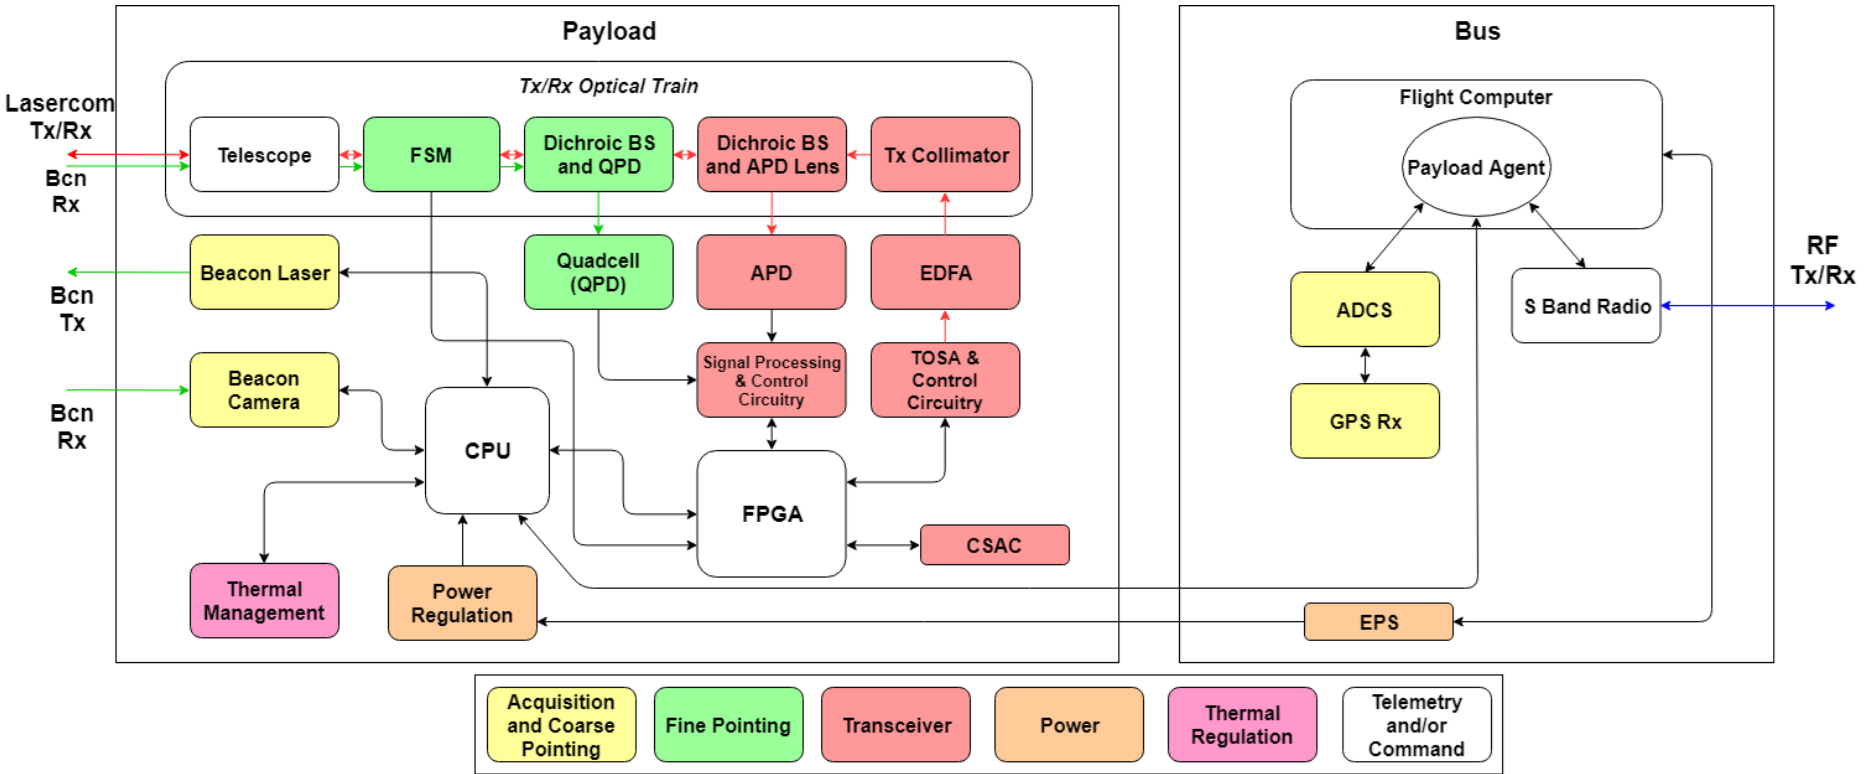 Payload
Bus
Tx/Rx Optical Train
Lasercom
Tx/Rx
Bcn
Rx
Telescope
FSM
Dichroic BS
and QPD
Dichroic BS
and APD Lens
Tx Collimator
Flight Computer
Payload Agent
Beacon Laser
Quadcell
(QPD)
APD
EDFA
Bcn
Tx
ADCS
S Band Radio
RF
Tx/Rx
Beacon
Camera
Signal Processing
& Control
Circuitry
TOSA &
Control
Circuitry
Bcn
Rx
GPS Rx
CPU
FPGA
CSAC
Thermal
Management
Power
Regulation
EPS
Acquisition
and Coarse
Pointing
Fine Pointing
Transceiver
Power
Thermal
Regulation
Telemetry
and/or
Command